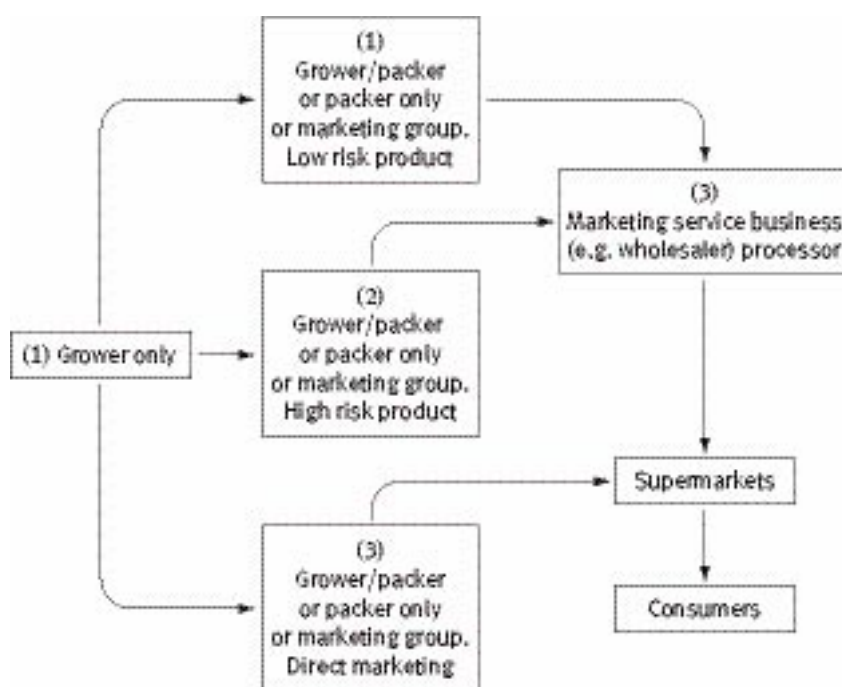 (1)
Grower/packer
or packer only
or marketing group.
Low risk product
(3)
Marketing service business
(e.g. wholesaler) processor
(2)
Grower/packer
or packer only
or marketing group.
High risk product
(1) Grower only
Supermarkets
(3)
Grower/packer
or packer only
or marketing group.
Direct marketing
Consumers